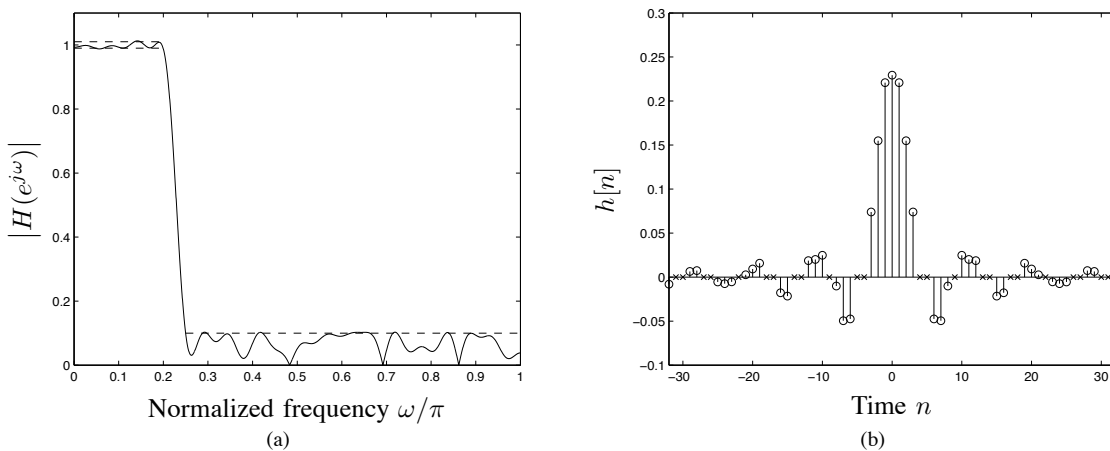 1
0.8
0.6
0.4
0.2
0
|H(e^{jω})|
0 0.1 0.2 0.3 0.4 0.5 0.6 0.7 0.8 0.9 1
Normalized frequency ω/π
(a)
0.3
0.25
0.2
0.15
0.1
0.05
0
−0.05
−0.1
h[n]
−30 −20 −10 0 10 20 30
Time n
(b)